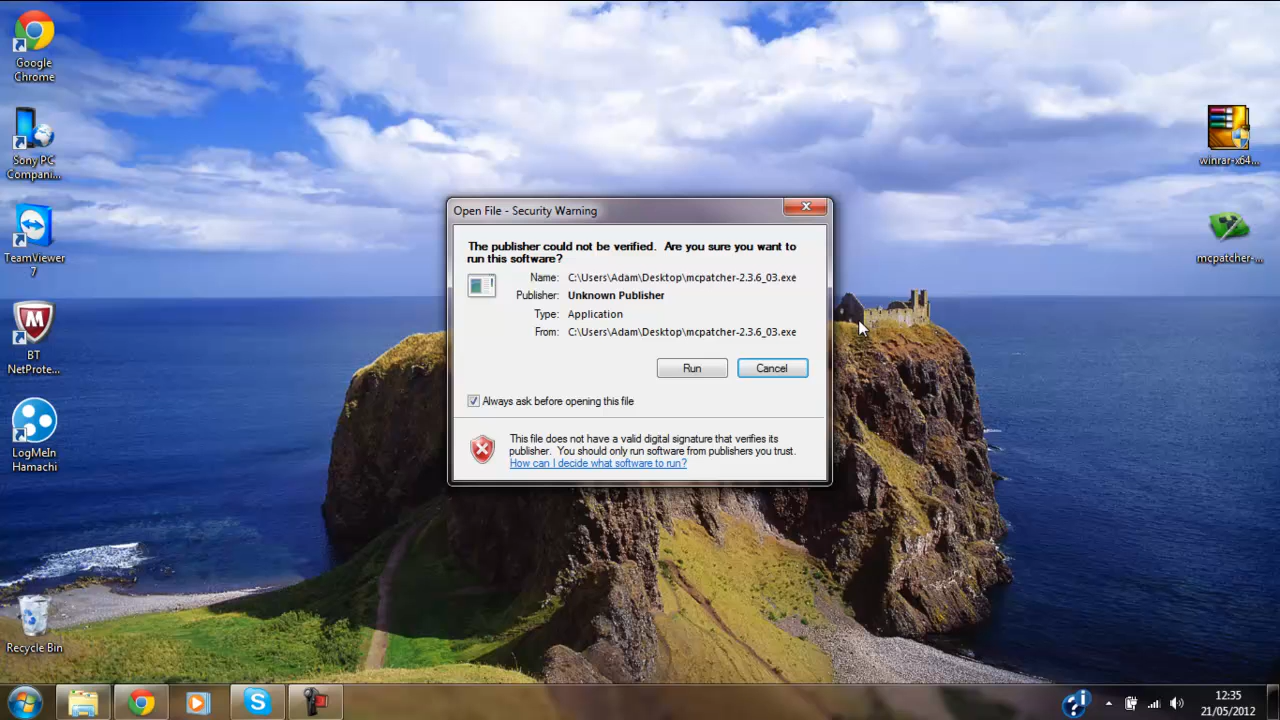 Google
Chrome
Sony PC
Compani...
TeamViewer
7
BT
NetProte...
LogMeIn
Hamachi
Recycle Bin
winrar-x64...
mcpatcher-...
Open File - Security Warning
The publisher could not be verified.  Are you sure you want to
run this software?
Name: C:\Users\Adam\Desktop\mcpatcher-2.3.6_03.exe
Publisher: Unknown Publisher
Type: Application
From: C:\Users\Adam\Desktop\mcpatcher-2.3.6_03.exe
Run Cancel
Always ask before opening this file
This file does not have a valid digital signature that verifies its
publisher.  You should only run software from publishers you trust.
How can I decide what software to run?
12:35
21/05/2012